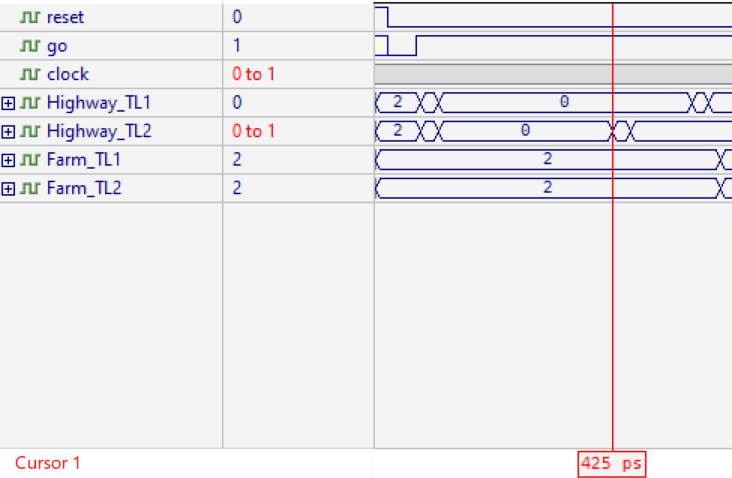 reset 0
go 1
clock 0 to 1
Highway_TL1 0 2 0
Highway_TL2 0 to 1 2 0
Farm_TL1 2 2
Farm_TL2 2 2
Cursor 1 425 ps